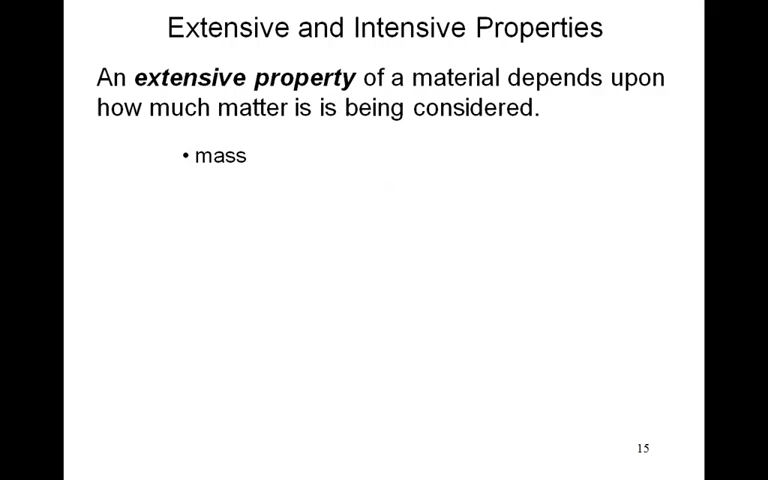 Extensive and Intensive Properties
An extensive property of a material depends upon
how much matter is is being considered.
• mass
15